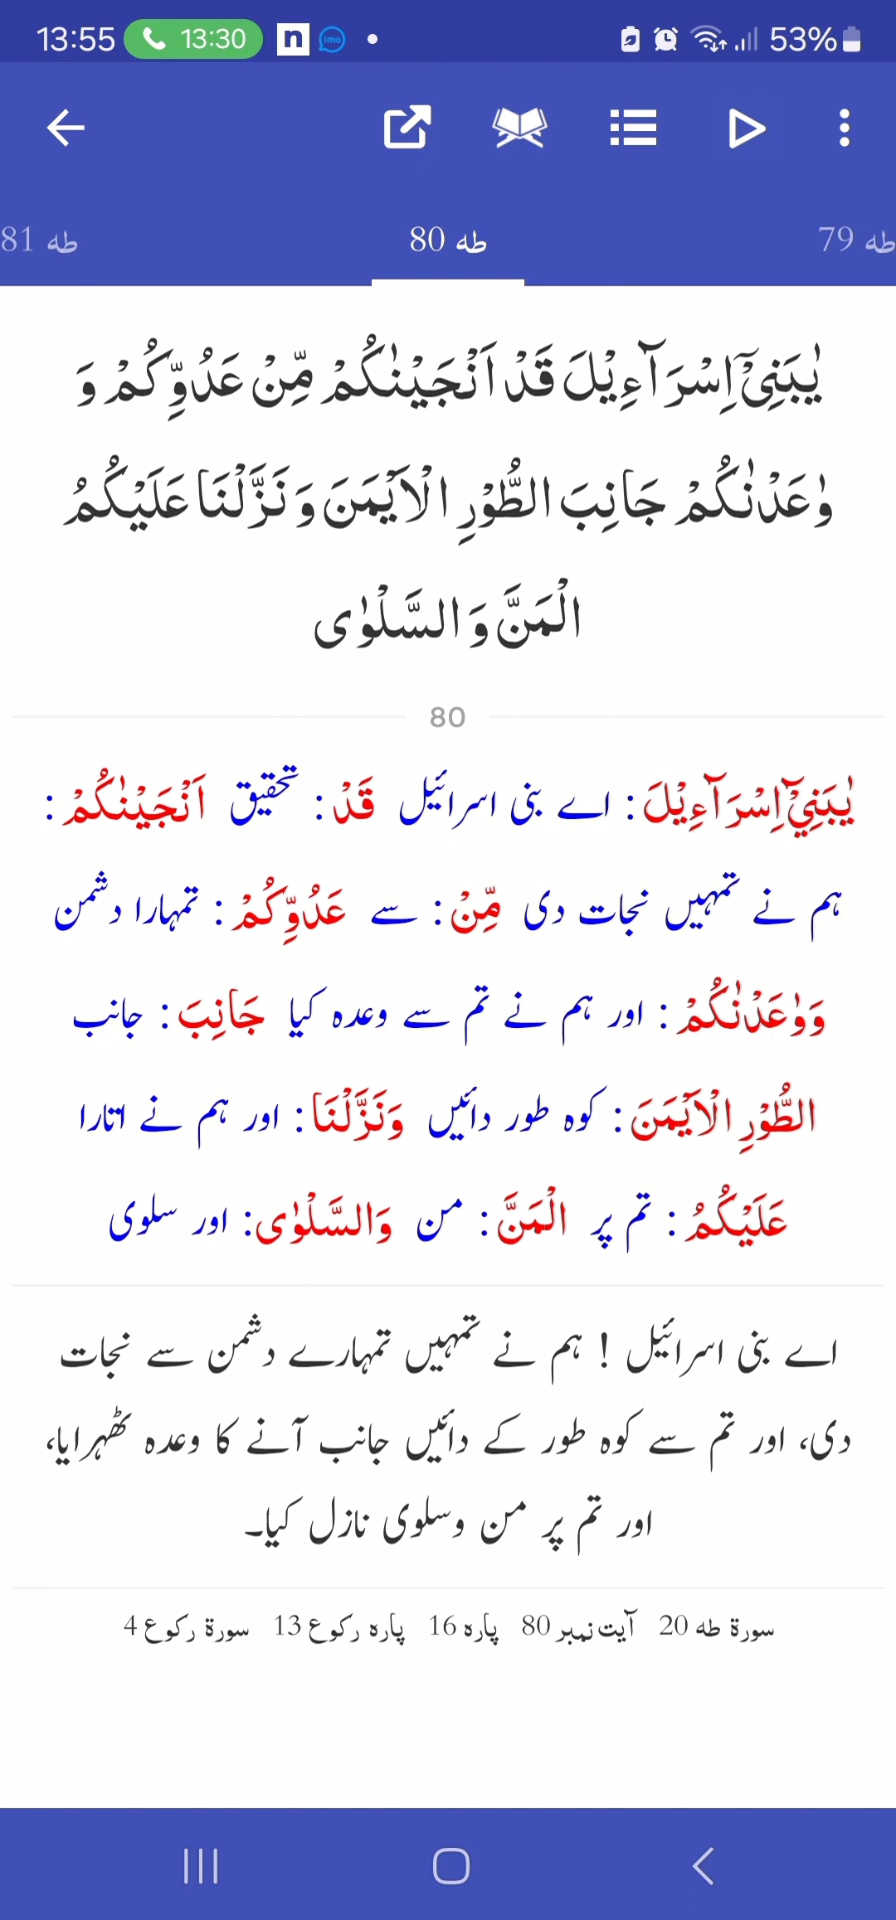 13:55 13:30 n imo 53%
طه 79 طه 80 طه 81
يٰبَنِيْۤ اِسْرَآءِيْلَ قَدْ اَنْجَيْنٰكُمْ مِّنْ عَدُوِّكُمْ وَ
وٰعَدْنٰكُمْ جَانِبَ الطُّوْرِ الْاَيْمَنَ وَ نَزَّلْنَا عَلَيْكُمُ
الْمَنَّ وَ السَّلْوٰى
80
يٰبَنِيْۤ اِسْرَآءِيْلَ : اے بنی اسرائیل قَدْ : تحقیق اَنْجَيْنٰكُمْ :
ہم نے تمہیں نجات دی مِّنْ : سے عَدُوِّكُمْ : تمہارا دشمن
وَوٰعَدْنٰكُمْ : اور ہم نے تم سے وعدہ کیا جَانِبَ : جانب
الطُّوْرِ الْاَيْمَنَ : کوہ طور دائیں وَنَزَّلْنَا : اور ہم نے اتارا
عَلَيْكُمُ : تم پر الْمَنَّ : من وَالسَّلْوٰى : اور سلوی
اے بنی اسرائیل ! ہم نے تمہیں تمہارے دشمن سے نجات
دی، اور تم سے کوہ طور کے دائیں جانب آنے کا وعدہ ٹھہرایا،
اور تم پر من وسلوی نازل کیا۔
سورۃ طه 20 آیت نمبر 80 پارہ 16 پارہ رکوع 13 سورۃ رکوع 4